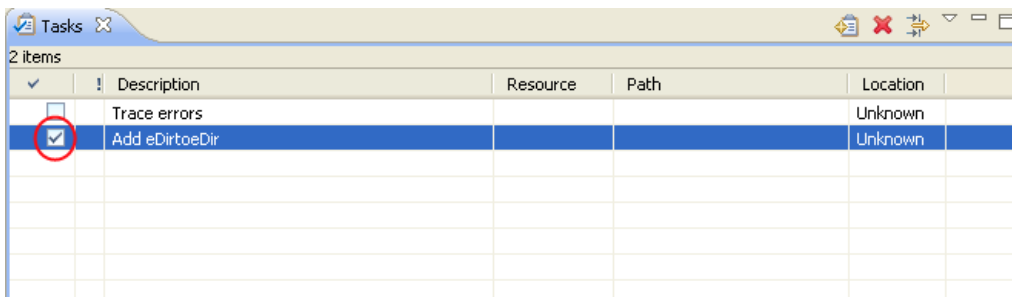 Tasks
2 items
! Description Resource Path Location
Trace errors Unknown
Add eDirtoeDir Unknown